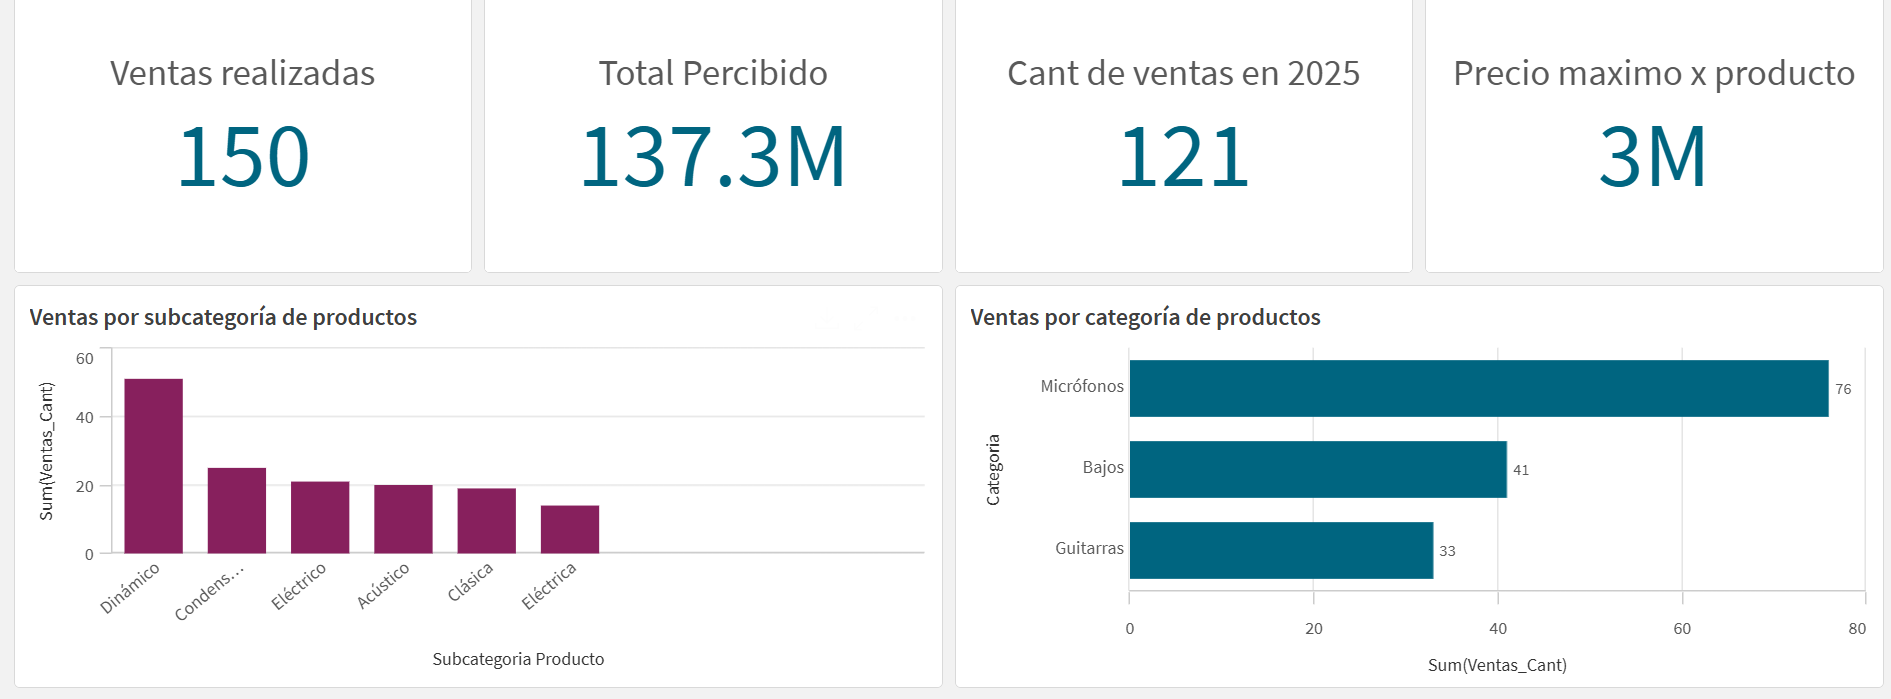 Ventas realizadas
150
Total Percibido
137.3M
Cant de ventas en 2025
121
Precio maximo x producto
3M
Ventas por subcategoría de productos
Sum(Ventas_Cant)
60
40
20
0
Dinámico
Condens...
Eléctrico
Acústico
Clásica
Eléctrica
Subcategoria Producto
Ventas por categoría de productos
Categoria
Micrófonos
76
Bajos
41
Guitarras
33
0
20
40
60
80
Sum(Ventas_Cant)